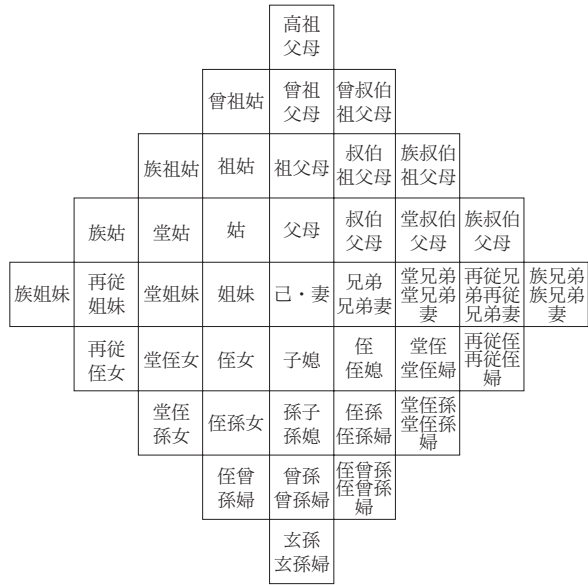 高祖
父母
曾祖姑
曾祖
父母
曾叔伯
祖父母
族祖姑
祖姑
祖父母
叔伯
祖父母
族叔伯
祖父母
族姑
堂姑
姑
父母
叔伯
父母
堂叔伯
父母
族叔伯
父母
族姐妹
再従
姐妹
堂姐妹
姐妹
己・妻
兄弟
兄弟妻
堂兄弟
堂兄弟
妻
再従兄
弟再従
兄弟妻
族兄弟
族兄弟
妻
再従
侄女
堂侄女
侄女
子媳
侄
侄媳
堂侄
堂侄婦
再従侄
再従侄
婦
堂侄
孫女
侄孫女
孫子
孫媳
侄孫
侄孫婦
堂侄孫
堂侄孫
婦
侄曾
孫婦
曾孫
曾孫婦
侄曾孫
侄曾孫
婦
玄孫
玄孫婦